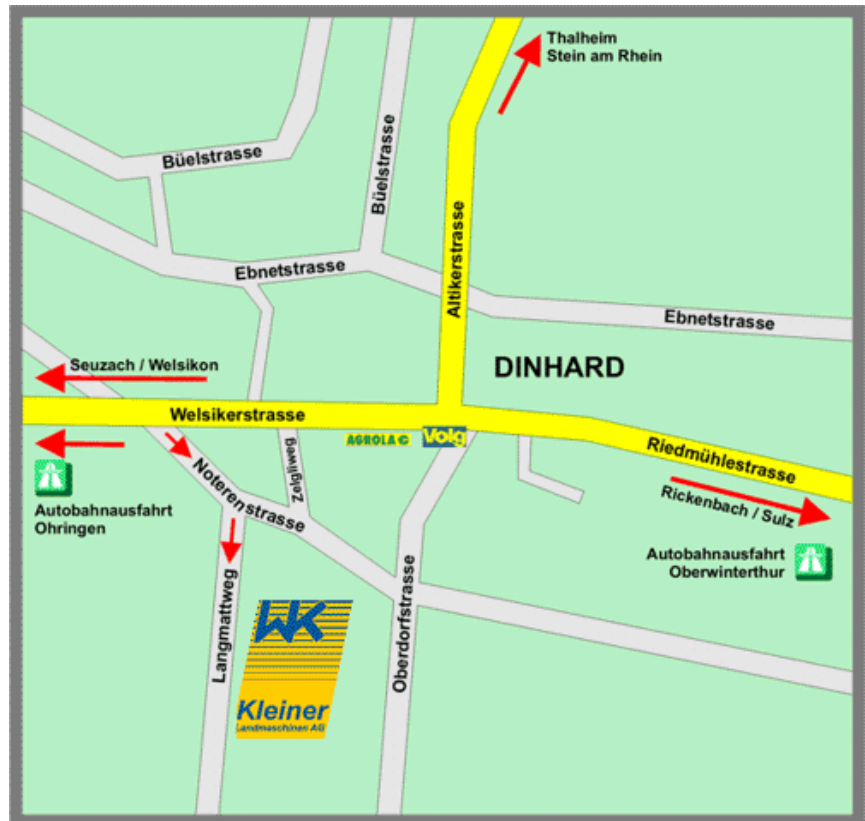 Thalheim
Stein am Rhein
Büelstrasse
Büelstrasse
Altikerstrasse
Ebnetstrasse
Ebnetstrasse
Seuzach / Welsikon
DINHARD
Welsikerstrasse
AGROLA G
Volg
Riedmühlestrasse
Zelgliweg
Noterenstrasse
Rickenbach / Sulz
Autobahnausfahrt
Ohringen
Autobahnausfahrt
Oberwinterthur
Langmattweg
Oberdorfstrasse
WK
Kleiner
Landmaschinen AG